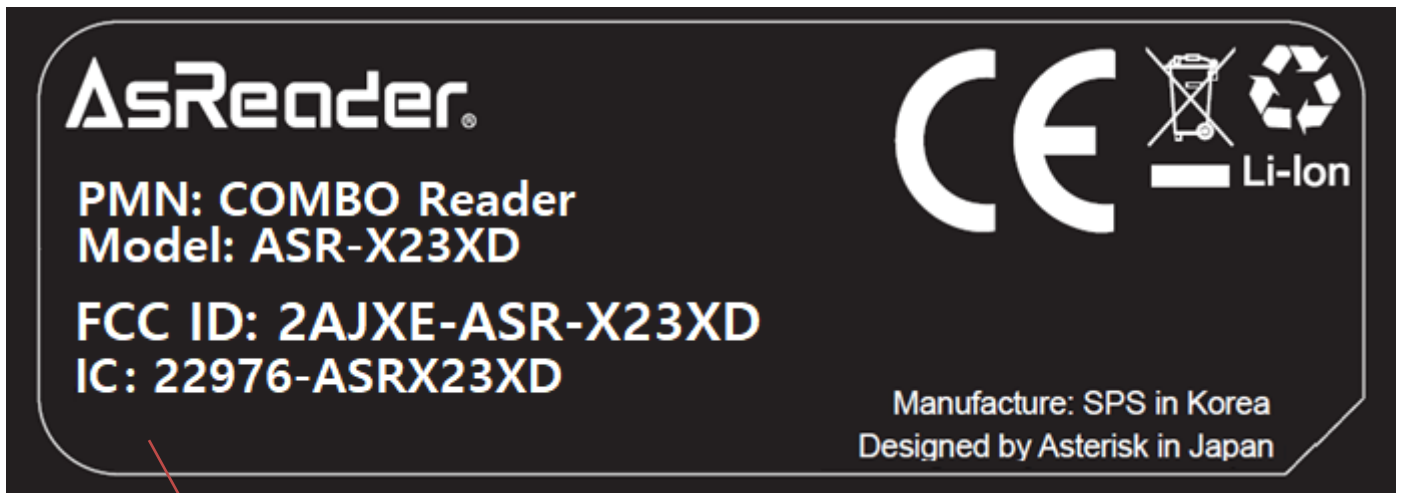 AsReader®
PMN: COMBO Reader
Model: ASR-X23XD
FCC ID: 2AJXE-ASR-X23XD
IC: 22976-ASRX23XD
CE
Li-Ion
Manufacture: SPS in Korea
Designed by Asterisk in Japan